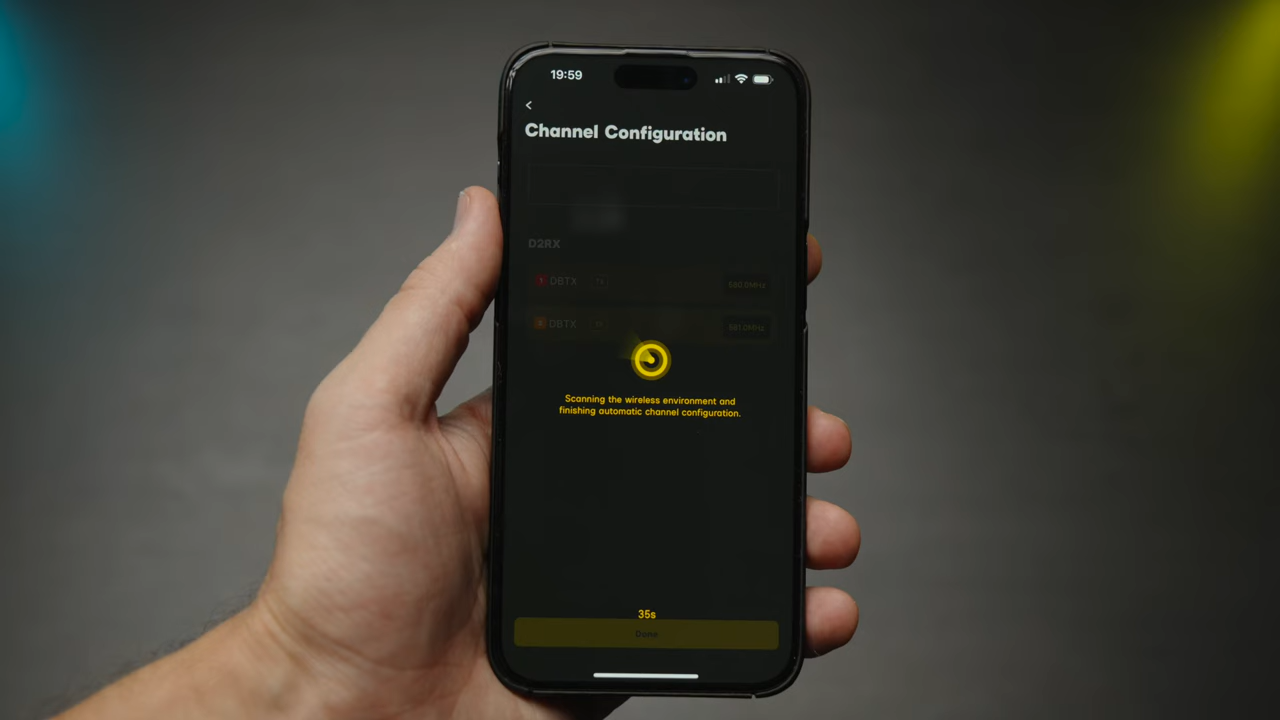 19:59
Channel Configuration
D2RX
1 DBTX
580.0MHz
DBTX
581.0MHz
Scanning the wireless environment and
finishing automatic channel configuration.
35s
Done